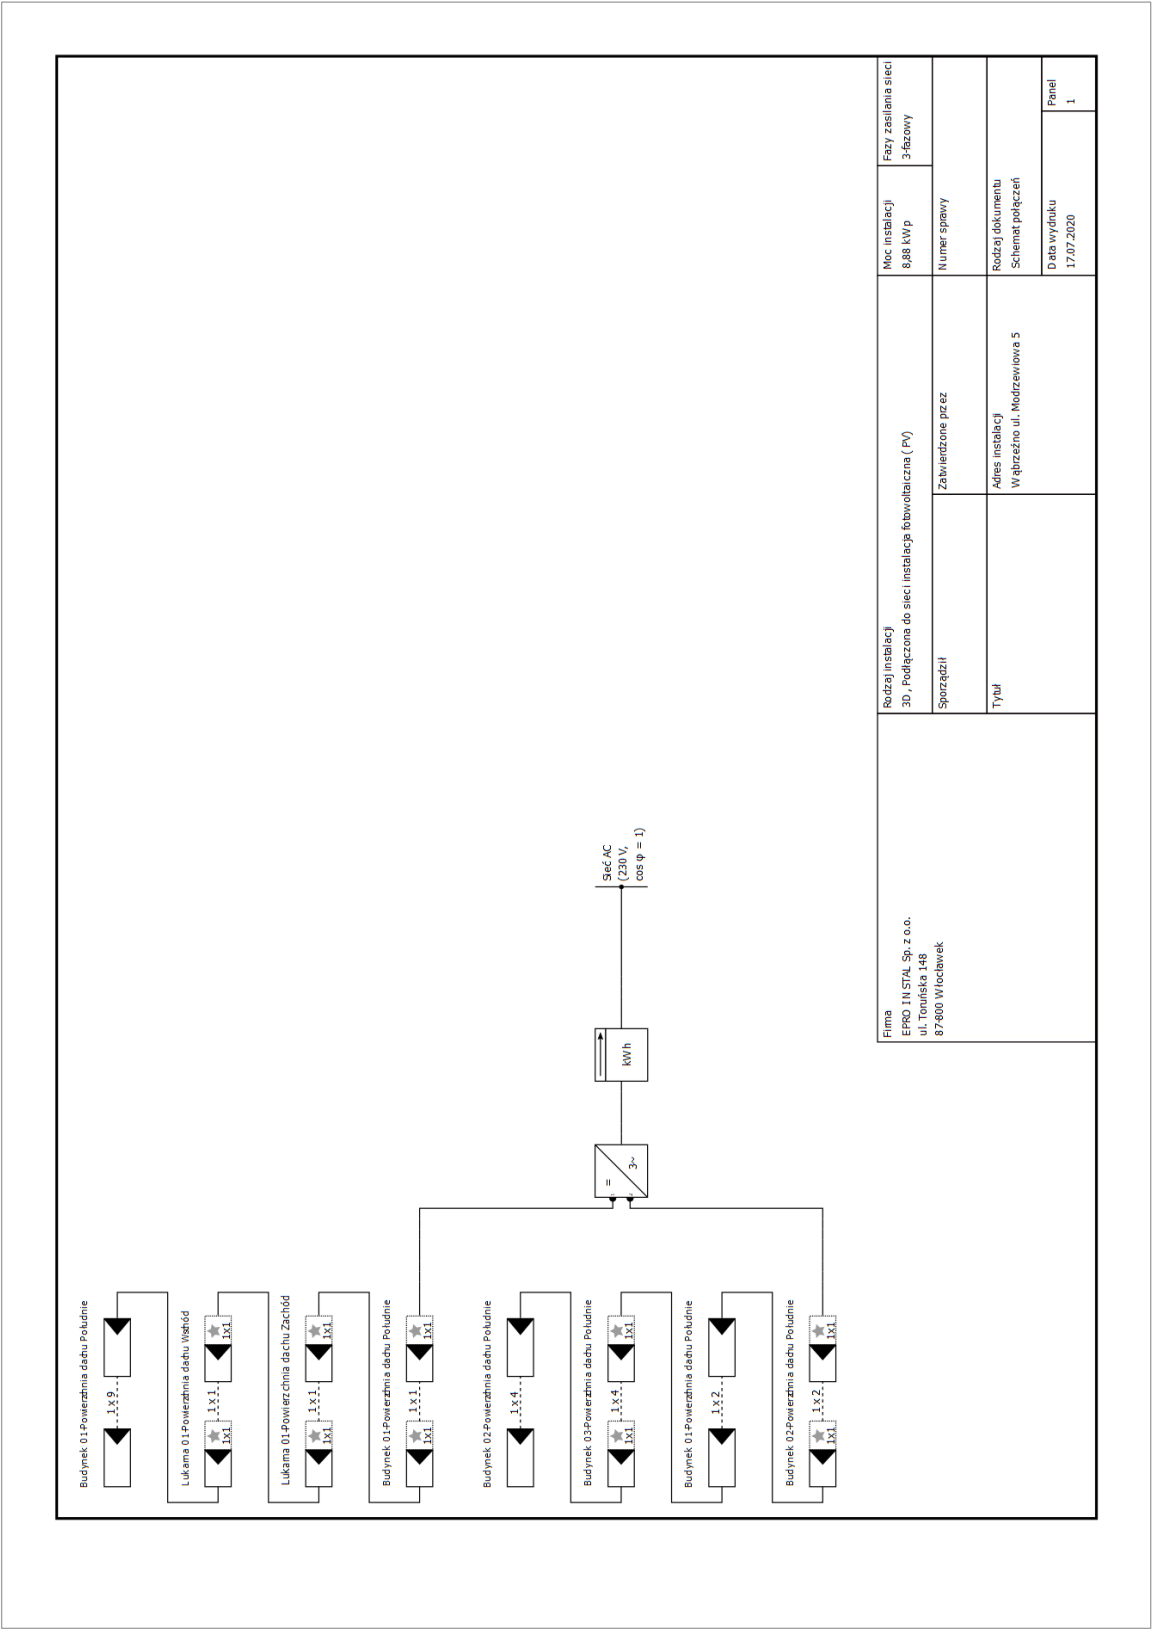 Budynek 01-Powierzchnia dachu Południe
1 x 9
Lukarna 01-Powierzchnia dachu Wschód
1x1
1 x 1
1x1
Lukarna 01-Powierzchnia dachu Zachód
1x1
1 x 1
1x1
Budynek 01-Powierzchnia dachu Południe
1x1
1 x 1
1x1
Budynek 02-Powierzchnia dachu Południe
1 x 4
Budynek 03-Powierzchnia dachu Południe
1x1
1 x 4
1x1
Budynek 01-Powierzchnia dachu Południe
1 x 2
Budynek 02-Powierzchnia dachu Południe
1x1
1 x 2
1x1
=
3~
kWh
Sieć AC
(230 V,
cos φ = 1)
Firma
EPRO INSTAL Sp. z o.o.
ul. Toruńska 148
87-800 Włocławek
Rodzaj instalacji
3D , Podłączona do sieci instalacja fotowoltaiczna ( PV)
Moc instalacji
8,88 kWp
Fazy zasilania sieci
3-fazowy
Sporządził
Zatwierdzone przez
Numer sprawy
Tytuł
Adres instalacji
Wąbrzeźno ul. Modrzewiowa 5
Rodzaj dokumentu
Schemat połączeń
Data wydruku
17.07.2020
Panel
1